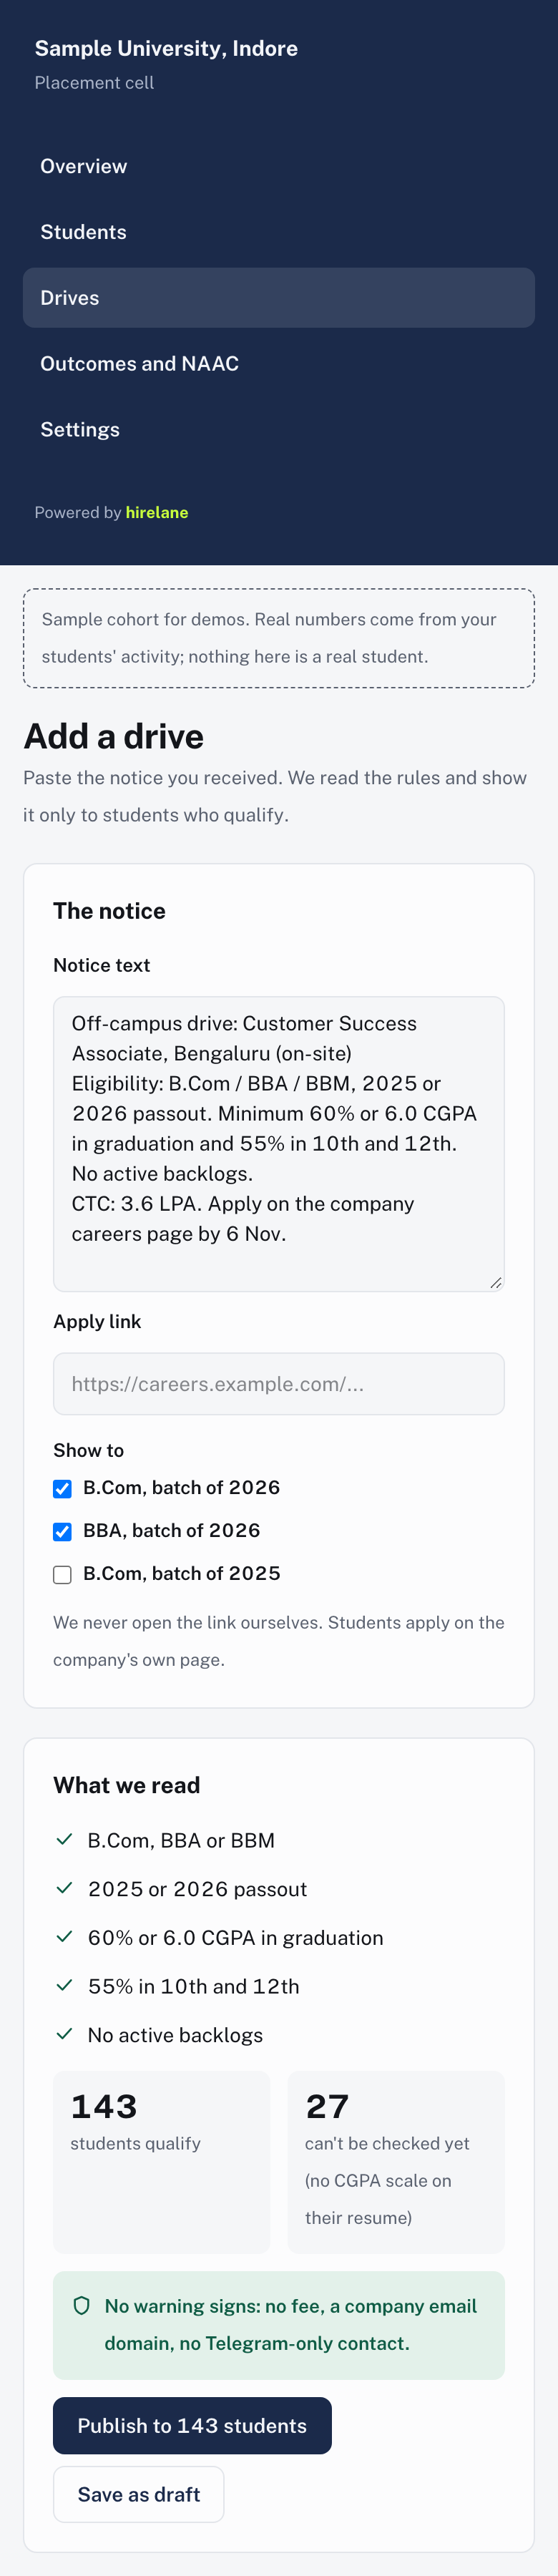 Sample University, Indore
Placement cell
Overview
Students
Drives
Outcomes and NAAC
Settings
Powered by hirelane
Sample cohort for demos. Real numbers come from your
students' activity; nothing here is a real student.
Add a drive
Paste the notice you received. We read the rules and show
it only to students who qualify.
The notice
Notice text
Off-campus drive: Customer Success
Associate, Bengaluru (on-site)
Eligibility: B.Com / BBA / BBM, 2025 or
2026 passout. Minimum 60% or 6.0 CGPA
in graduation and 55% in 10th and 12th.
No active backlogs.
CTC: 3.6 LPA. Apply on the company
careers page by 6 Nov.
Apply link
https://careers.example.com/...
Show to
B.Com, batch of 2026
BBA, batch of 2026
B.Com, batch of 2025
We never open the link ourselves. Students apply on the
company's own page.
What we read
B.Com, BBA or BBM
2025 or 2026 passout
60% or 6.0 CGPA in graduation
55% in 10th and 12th
No active backlogs
143
students qualify
27
can't be checked yet
(no CGPA scale on
their resume)
No warning signs: no fee, a company email
domain, no Telegram-only contact.
Publish to 143 students
Save as draft